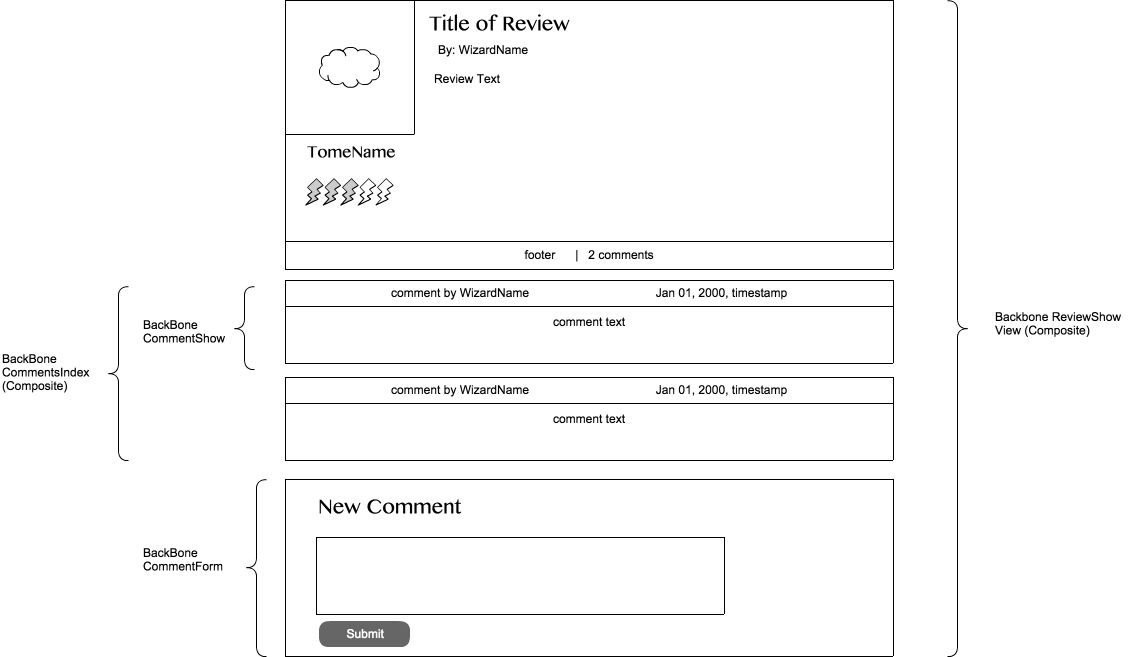 Title of Review
By: WizardName
Review Text
TomeName
footer | 2 comments
comment by WizardName Jan 01, 2000, timestamp
comment text
comment by WizardName Jan 01, 2000, timestamp
comment text
New Comment
Submit
BackBone
CommentShow
BackBone
CommentsIndex
(Composite)
BackBone
CommentForm
Backbone ReviewShow
View (Composite)